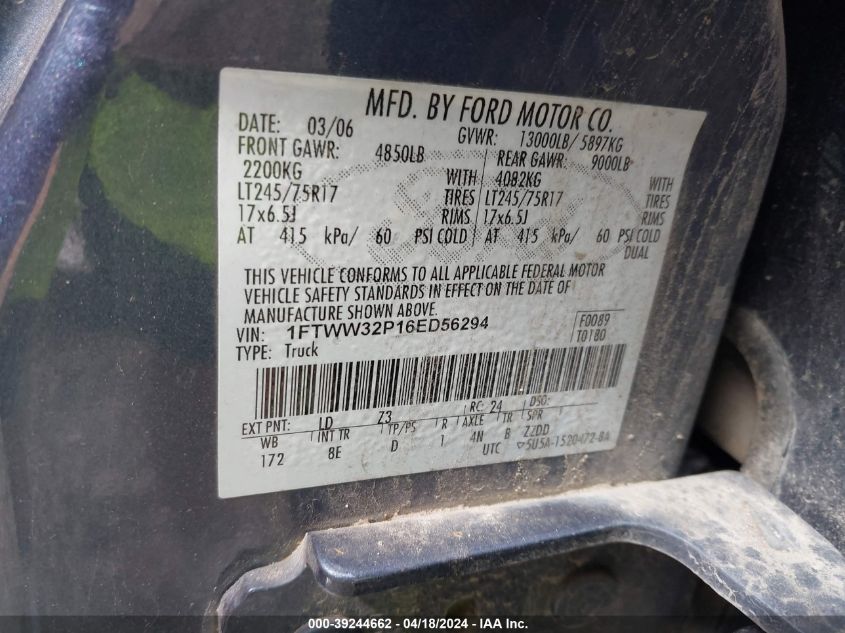 MFD. BY FORD MOTOR CO.
DATE: 03/06 GVWR: 13000LB/ 5897KG
FRONT GAWR: 4850LB REAR GAWR: 9000LB
2200KG WITH 4082KG WITH
LT245/75R17 TIRES LT245/75R17 TIRES
17x6.5J RIMS 17x6.5J RIMS
AT 415 kPa/ 60 PSI COLD AT 415 kPa/ 60 PSI COLD
DUAL
THIS VEHICLE CONFORMS TO ALL APPLICABLE FEDERAL MOTOR
VEHICLE SAFETY STANDARDS IN EFFECT ON THE DATE OF
MANUFACTURE SHOWN ABOVE.
VIN: 1FTWW32P16ED56294 F0089
TYPE: Truck T0180
EXT PNT: LD Z3 RC: 24 DSO:
WB INT TR TP/PS R AXLE TR SPR
172 8E D 1 4N B ZZDD
UTC ▽5U5A-1520472-BA
000-39244662 - 04/18/2024 - IAA Inc.